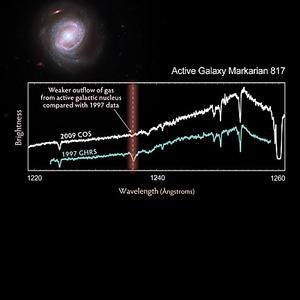 Active Galaxy Markarian 817
Weaker outflow of gas
from active galactic nucleus
compared with 1997 data
Brightness
2009 COS
1997 GHRS
1220
1240
1260
Wavelength (Ångstroms)